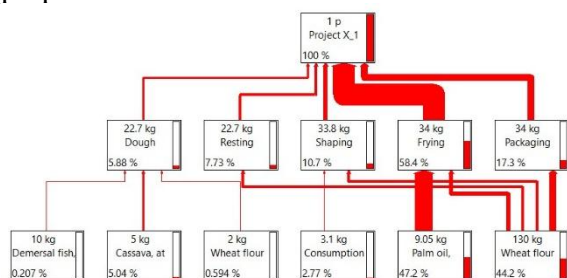 1 p
Project X_1
100 %
22.7 kg
Dough
5.88 %
22.7 kg
Resting
7.73 %
33.8 kg
Shaping
10.7 %
34 kg
Frying
58.4 %
34 kg
Packaging
17.3 %
10 kg
Demersal fish,
0.207 %
5 kg
Cassava, at
5.04 %
2 kg
Wheat flour
0.594 %
3.1 kg
Consumption
2.77 %
9.05 kg
Palm oil,
47.2 %
130 kg
Wheat flour
44.2 %